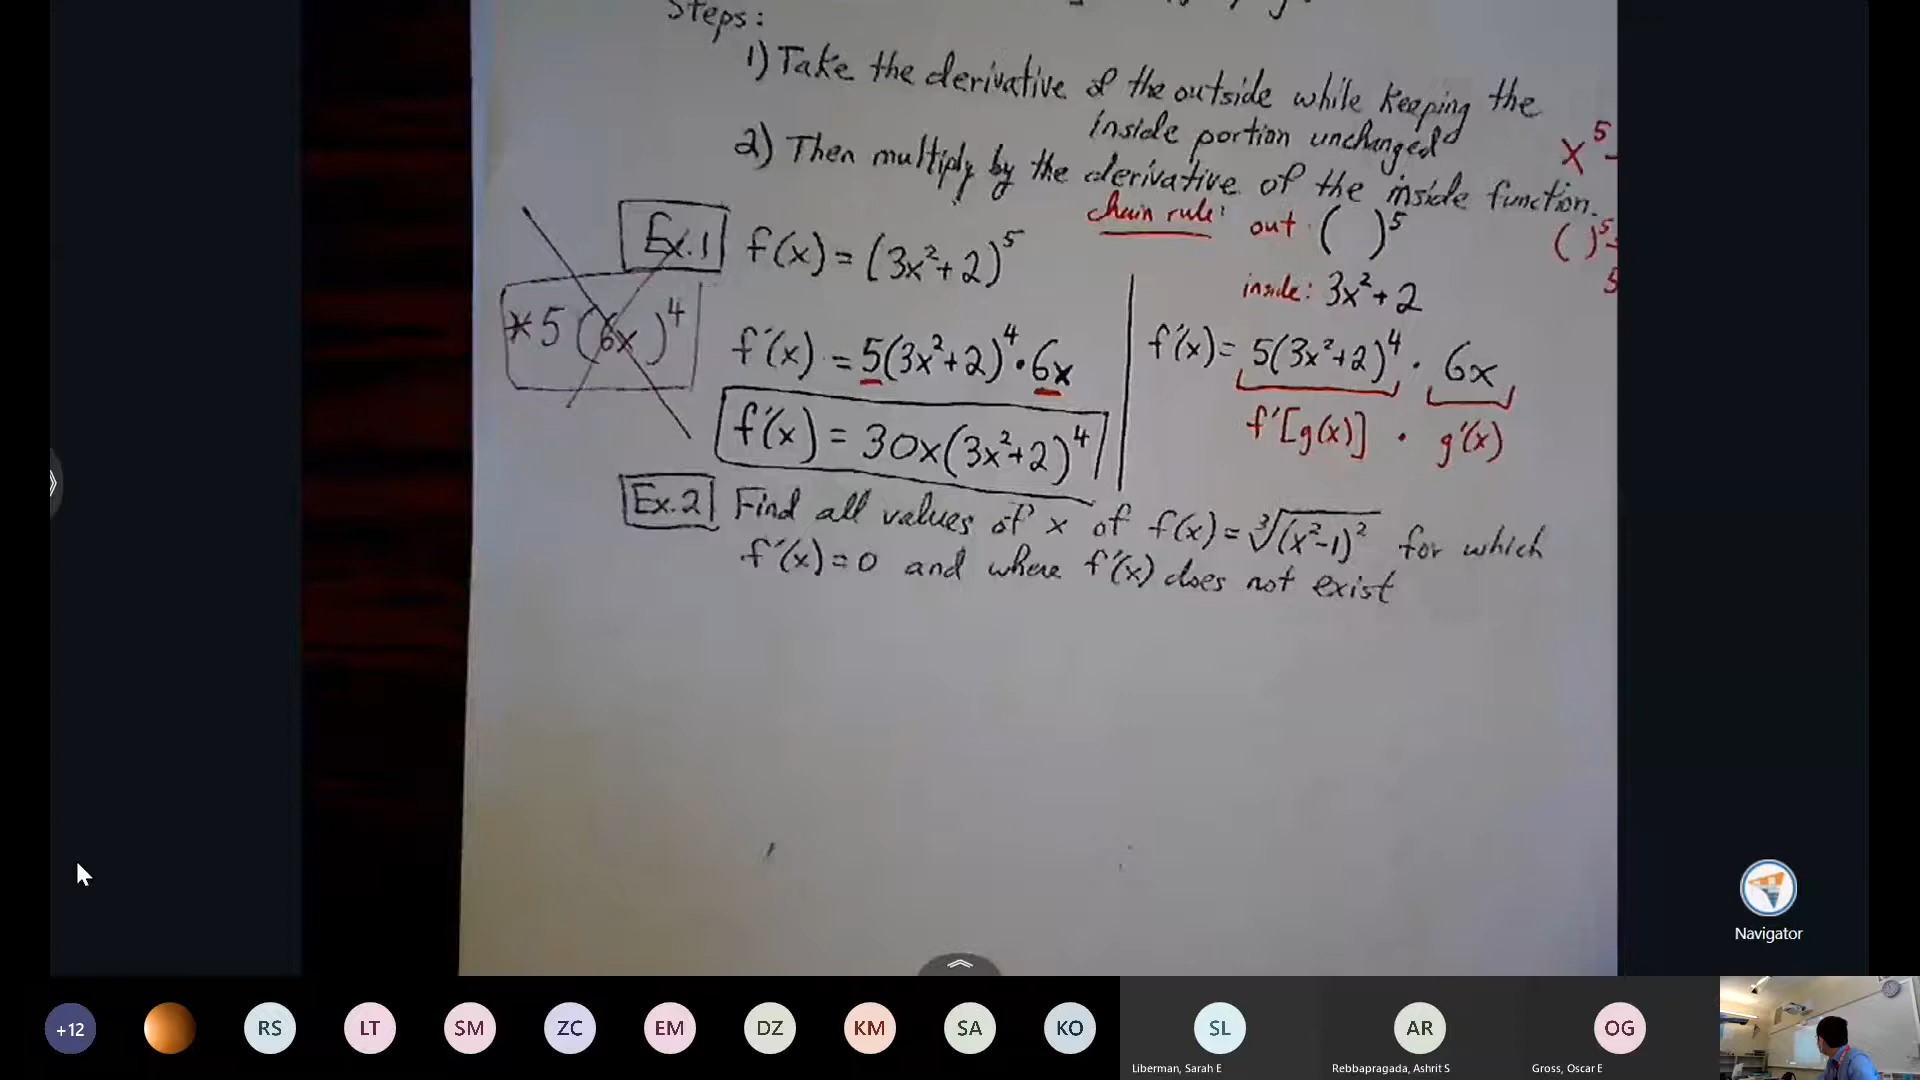 Steps:
1) Take the derivative of the outside while keeping the
inside portion unchanged
2) Then multiply by the derivative of the inside function.
x⁵
chain rule: out ( )⁵
( )⁵
5
Ex.1 f(x) = (3x²+2)⁵
inside: 3x²+2
*5(6x)⁴
f'(x) = 5(3x²+2)⁴·6x
f'(x) = 5(3x²+2)⁴ · 6x
f'[g(x)] · g'(x)
f'(x) = 30x(3x²+2)⁴
Ex.2 Find all values of x of f(x) = ∛(x²-1)² for which
f'(x)=0 and where f'(x) does not exist
Navigator
+12 RS LT SM ZC EM DZ KM SA KO SL AR OG
Liberman, Sarah E Rebbapragada, Ashrit S Gross, Oscar E